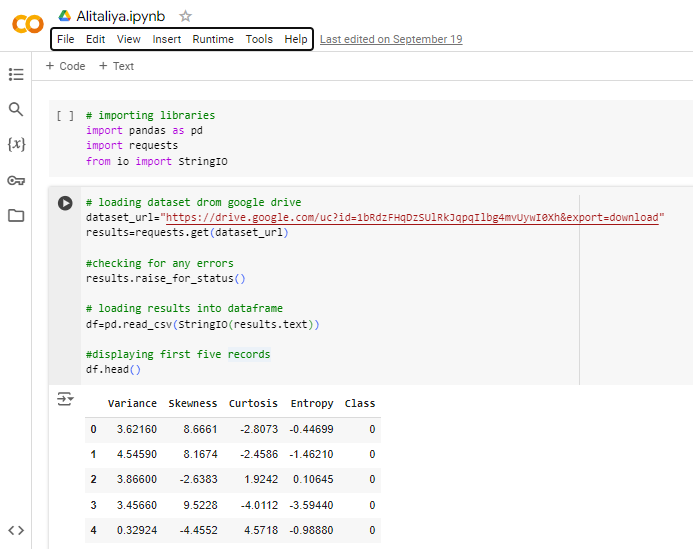 Alitaliya.ipynb
File Edit View Insert Runtime Tools Help Last edited on September 19
+ Code + Text
[ ] # importing libraries
import pandas as pd
import requests
from io import StringIO
# loading dataset drom google drive
dataset_url="https://drive.google.com/uc?id=1bRdzFHqDzSUlRkJqpqIlbg4mvUywI0Xh&export=download"
results=requests.get(dataset_url)
#checking for any errors
results.raise_for_status()
# loading results into dataframe
df=pd.read_csv(StringIO(results.text))
#displaying first five records
df.head()
Variance Skewness Curtosis Entropy Class
0 3.62160 8.6661 -2.8073 -0.44699 0
1 4.54590 8.1674 -2.4586 -1.46210 0
2 3.86600 -2.6383 1.9242 0.10645 0
3 3.45660 9.5228 -4.0112 -3.59440 0
4 0.32924 -4.4552 4.5718 -0.98880 0